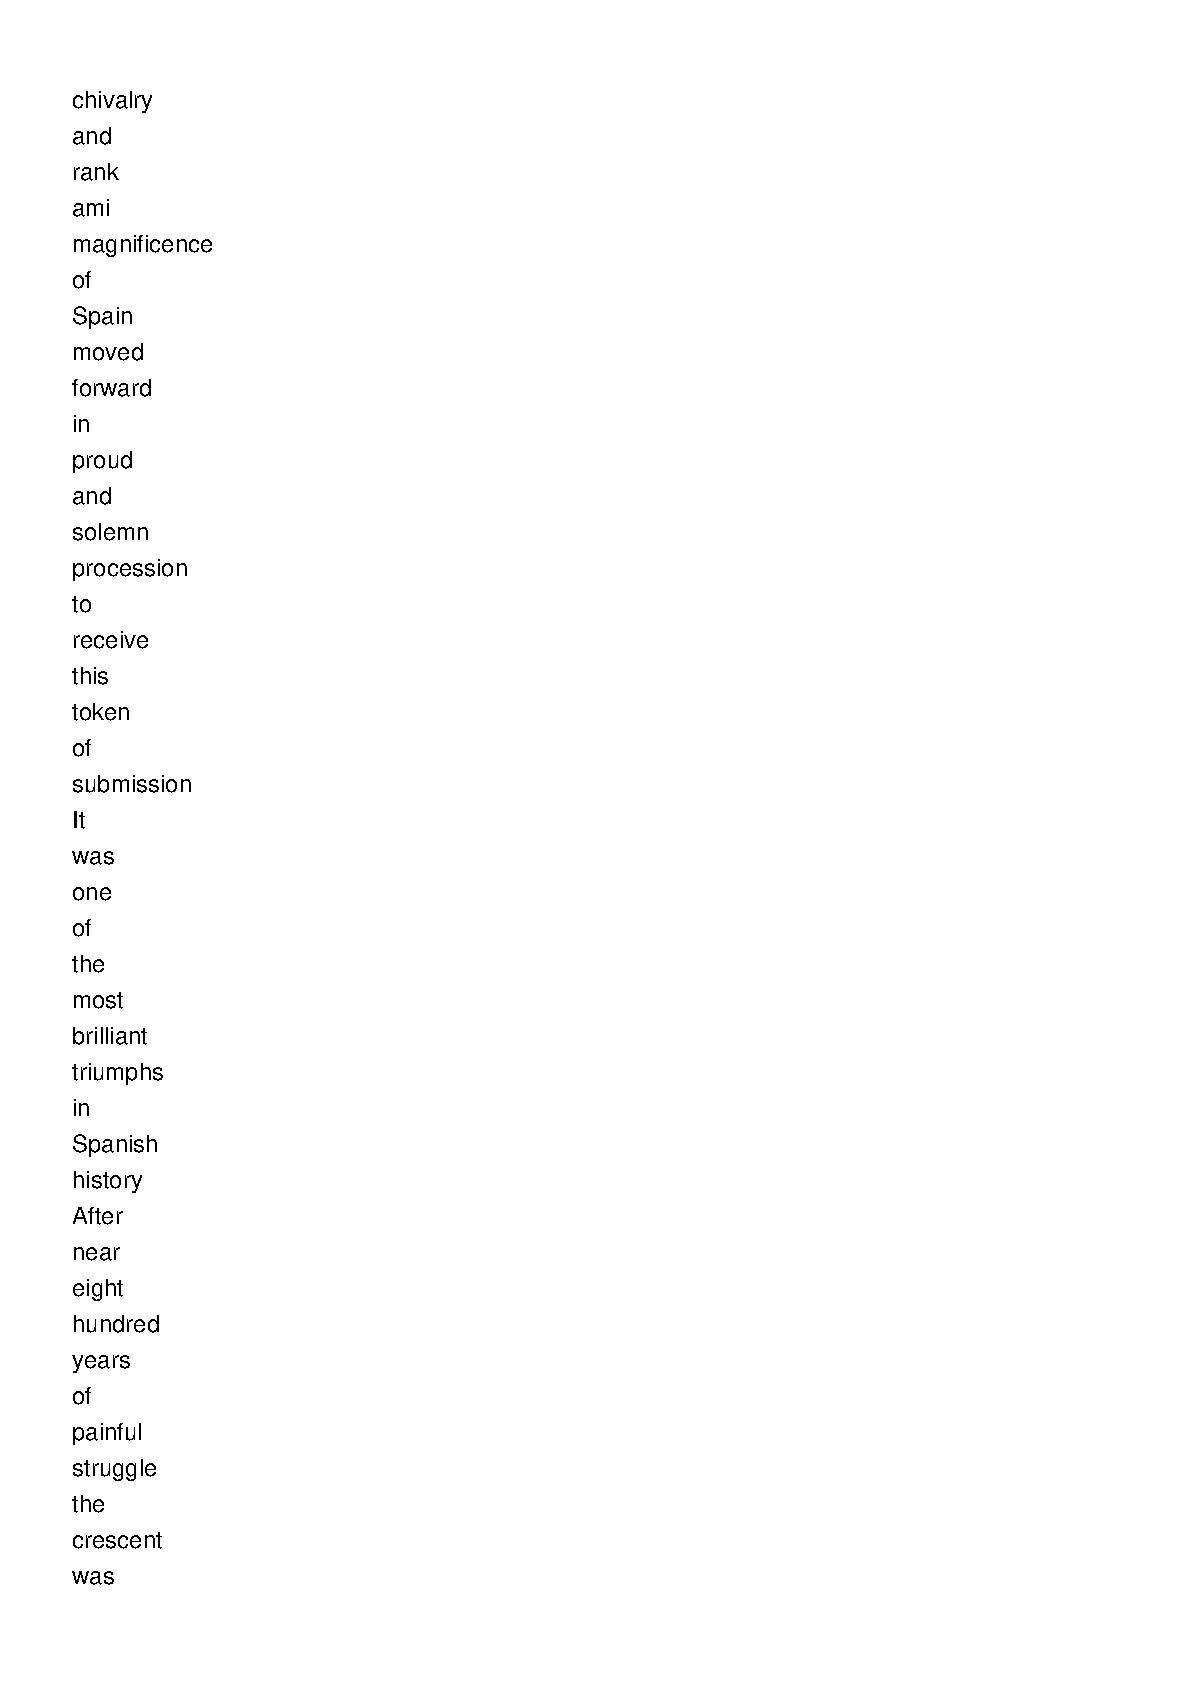 chivalry
and
rank
ami
magnificence
of
Spain
moved
forward
in
proud
and
solemn
procession
to
receive
this
token
of
submission
It
was
one
of
the
most
brilliant
triumphs
in
Spanish
history
After
near
eight
hundred
years
of
painful
struggle
the
crescent
was